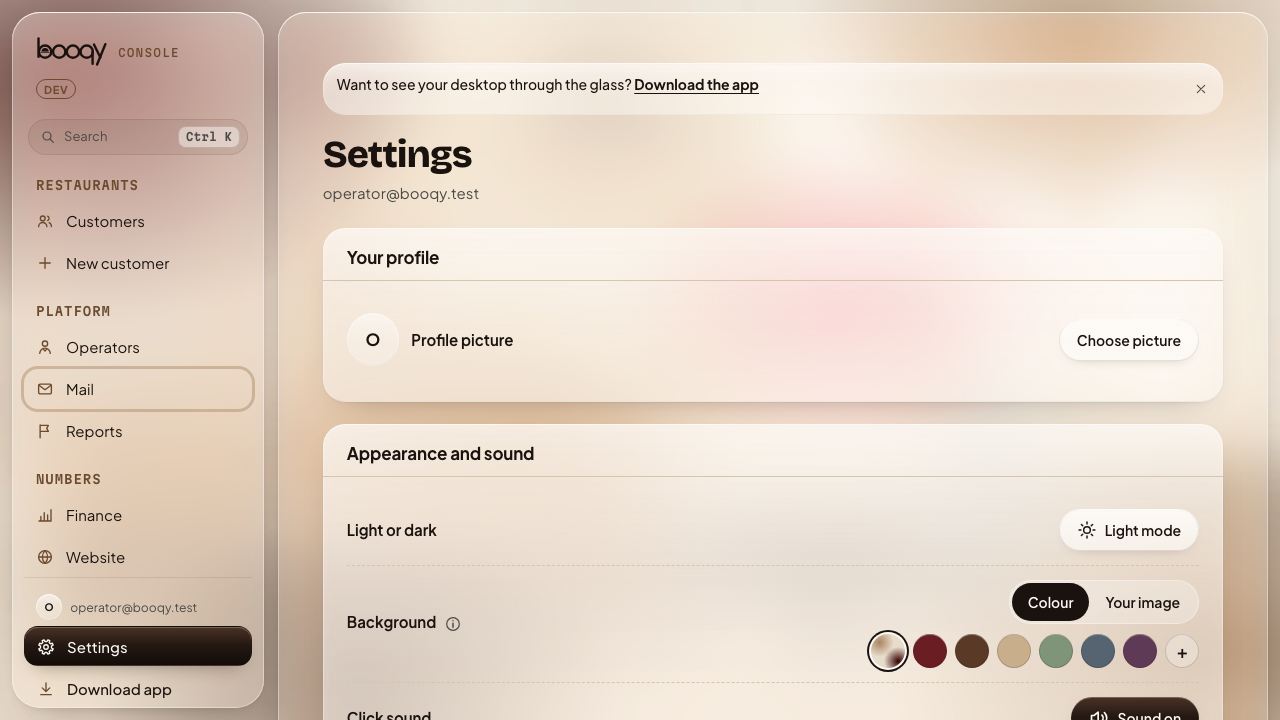 booqy CONSOLE
DEV
Search Ctrl K
RESTAURANTS
Customers
New customer
PLATFORM
Operators
Mail
Reports
NUMBERS
Finance
Website
O operator@booqy.test
Settings
Download app
Want to see your desktop through the glass? Download the app
Settings
operator@booqy.test
Your profile
O Profile picture Choose picture
Appearance and sound
Light or dark Light mode
Background Colour Your image
Click sound Sound on